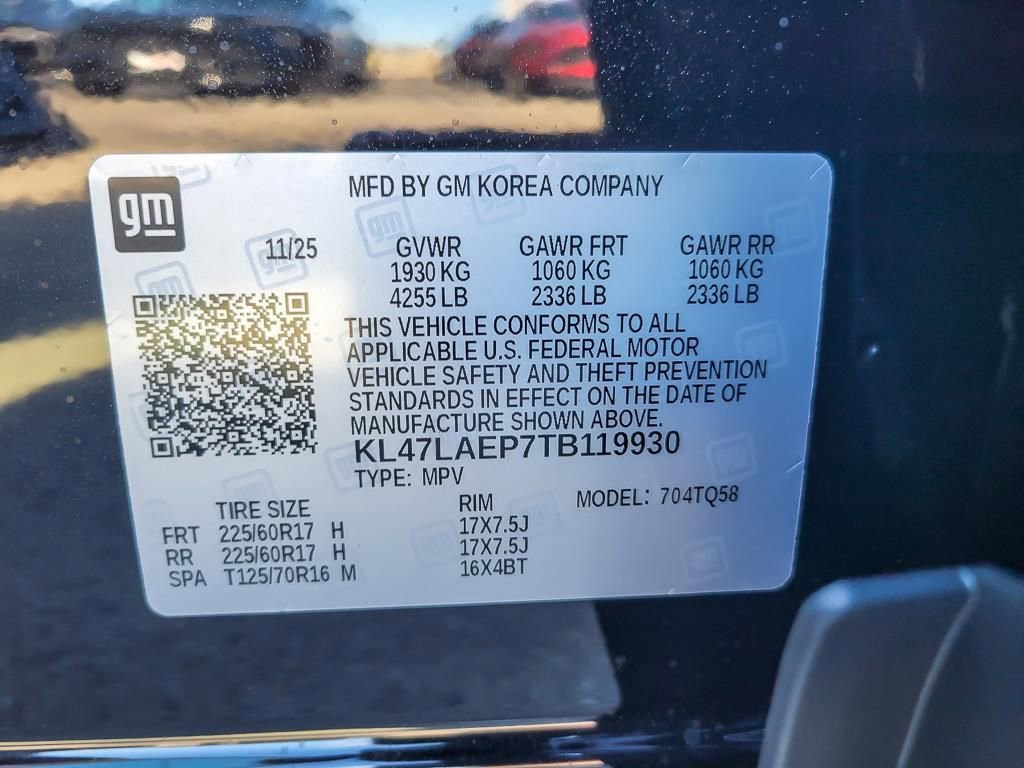 gm
MFD BY GM KOREA COMPANY
11/25 GVWR GAWR FRT GAWR RR
1930 KG 1060 KG 1060 KG
4255 LB 2336 LB 2336 LB
THIS VEHICLE CONFORMS TO ALL
APPLICABLE U.S. FEDERAL MOTOR
VEHICLE SAFETY AND THEFT PREVENTION
STANDARDS IN EFFECT ON THE DATE OF
MANUFACTURE SHOWN ABOVE.
KL47LAEP7TB119930
TYPE: MPV
TIRE SIZE RIM MODEL: 704TQ58
FRT 225/60R17 H 17X7.5J
RR 225/60R17 H 17X7.5J
SPA T125/70R16 M 16X4BT